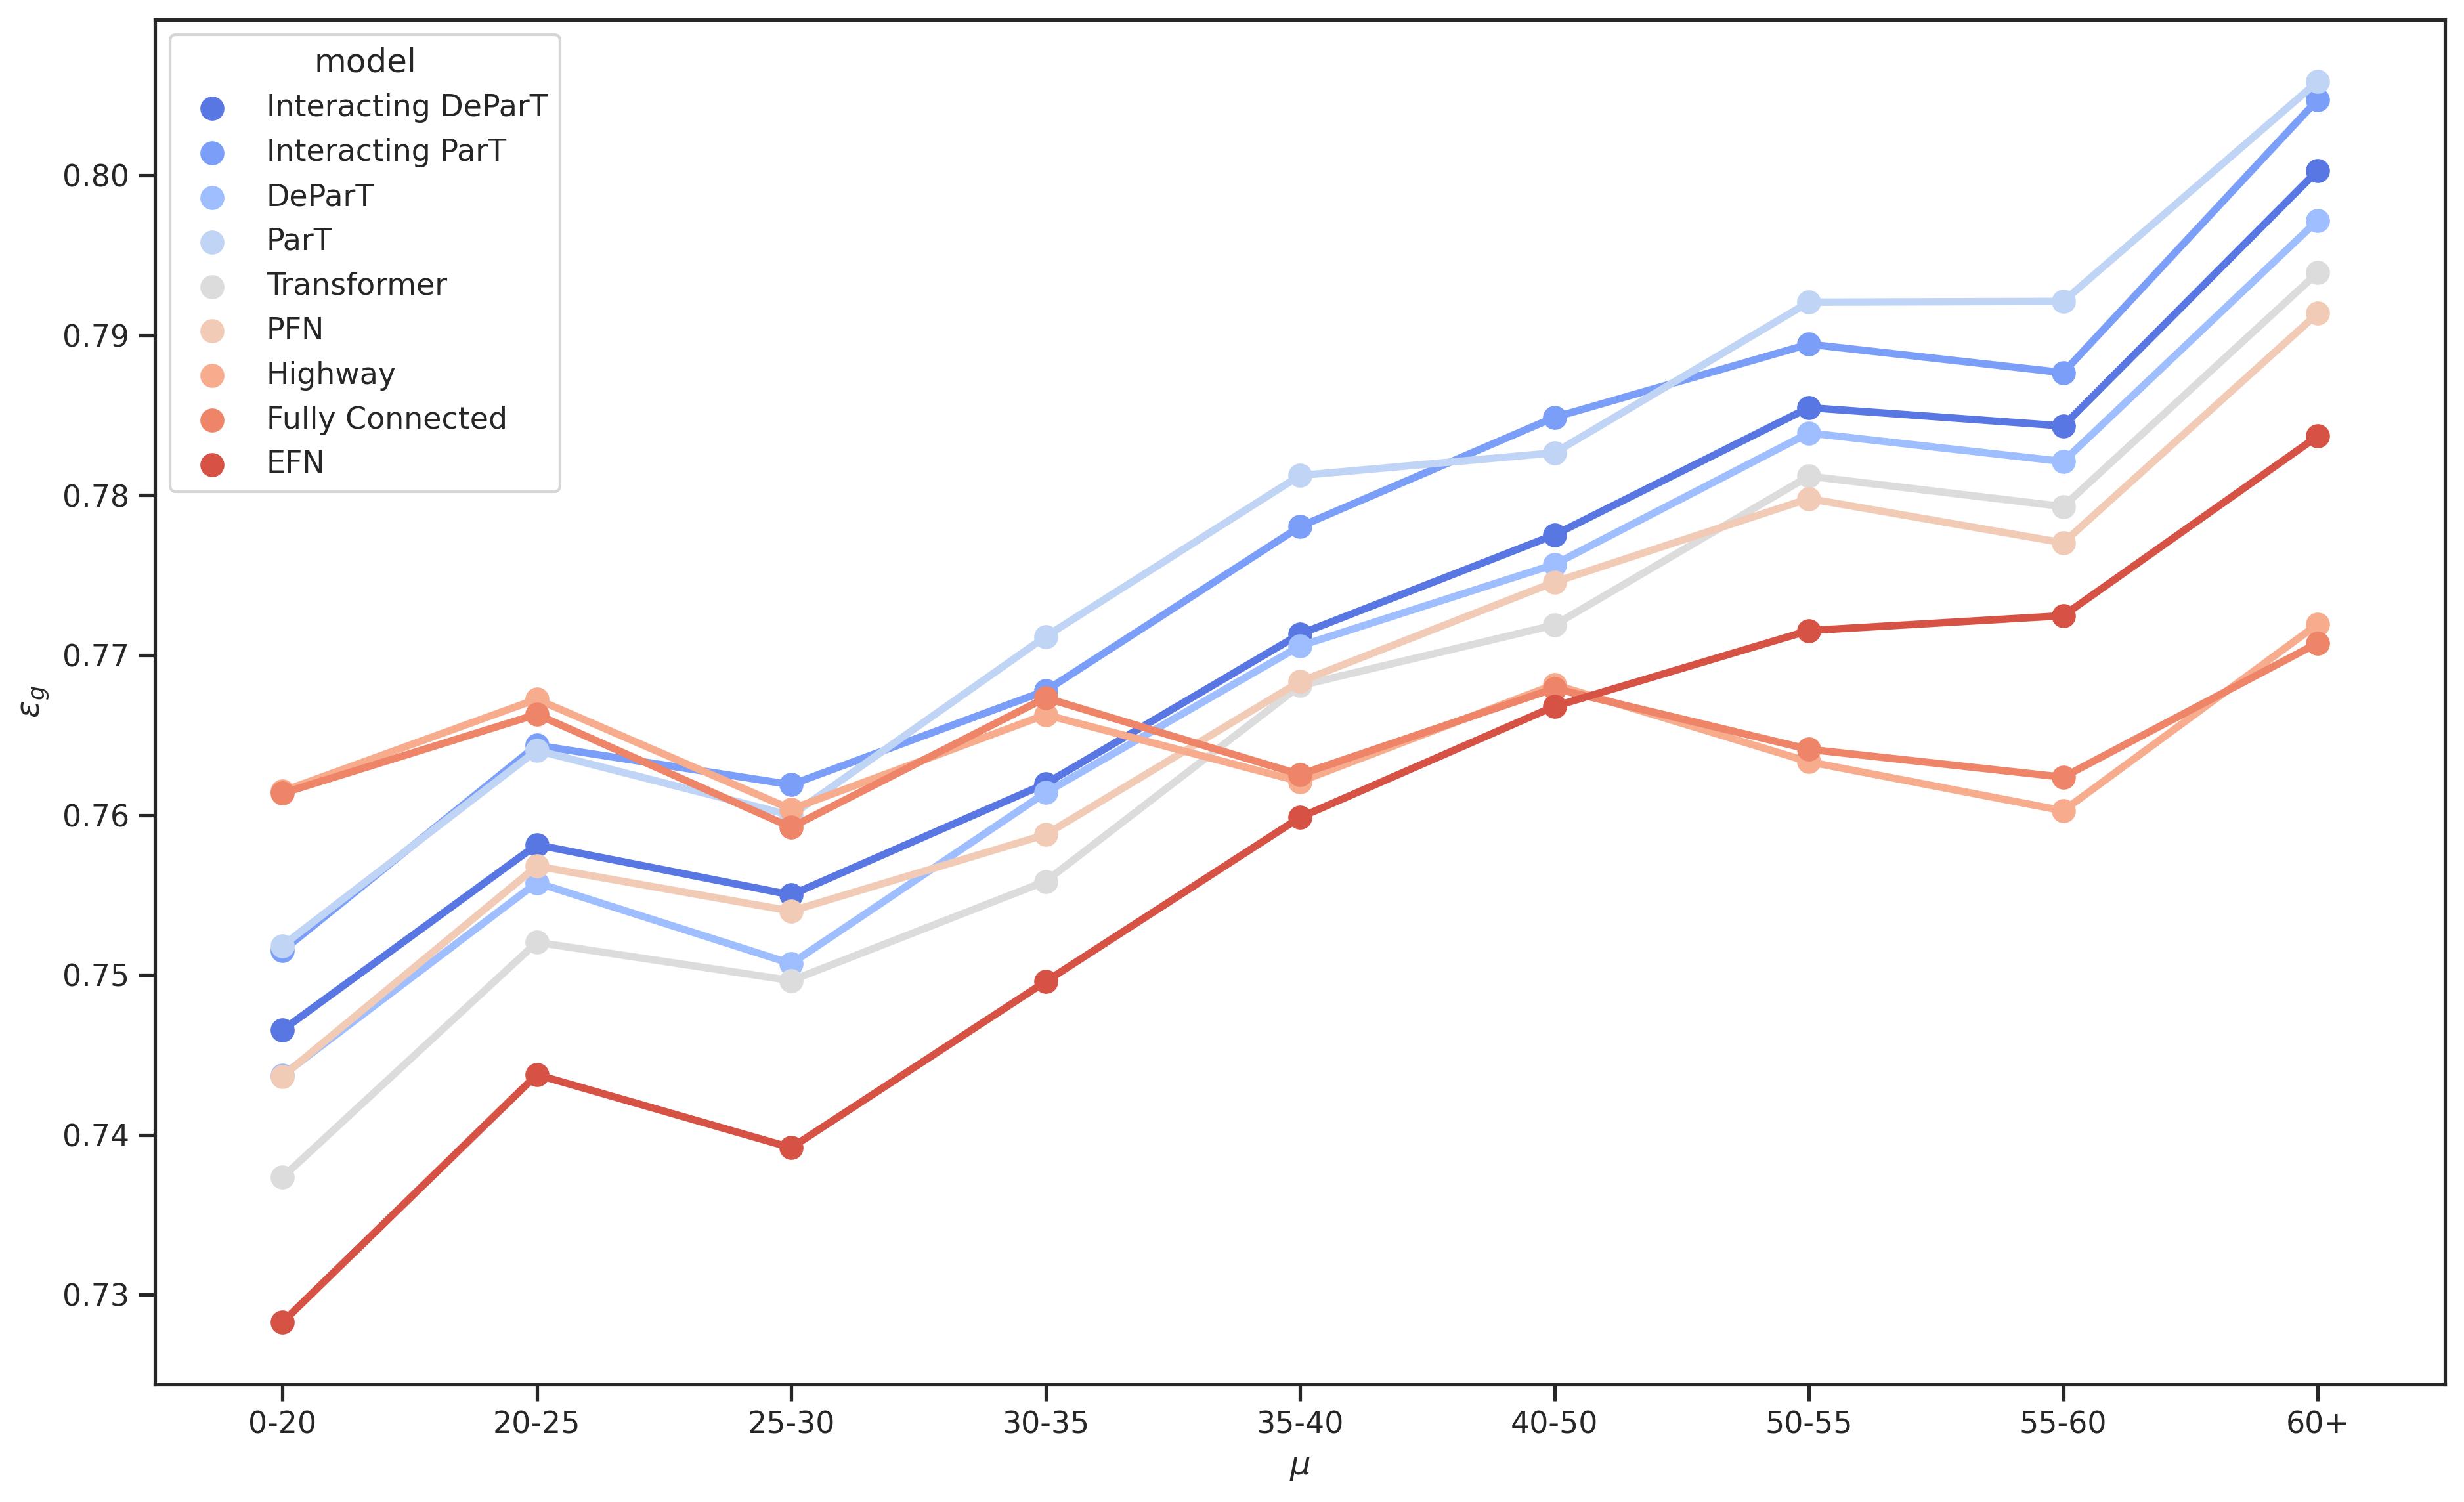 model
Interacting DeParT
Interacting ParT
DeParT
ParT
Transformer
PFN
Highway
Fully Connected
EFN
0.80
0.79
0.78
0.77
0.76
0.75
0.74
0.73
ε_g
0-20 20-25 25-30 30-35 35-40 40-50 50-55 55-60 60+
μ